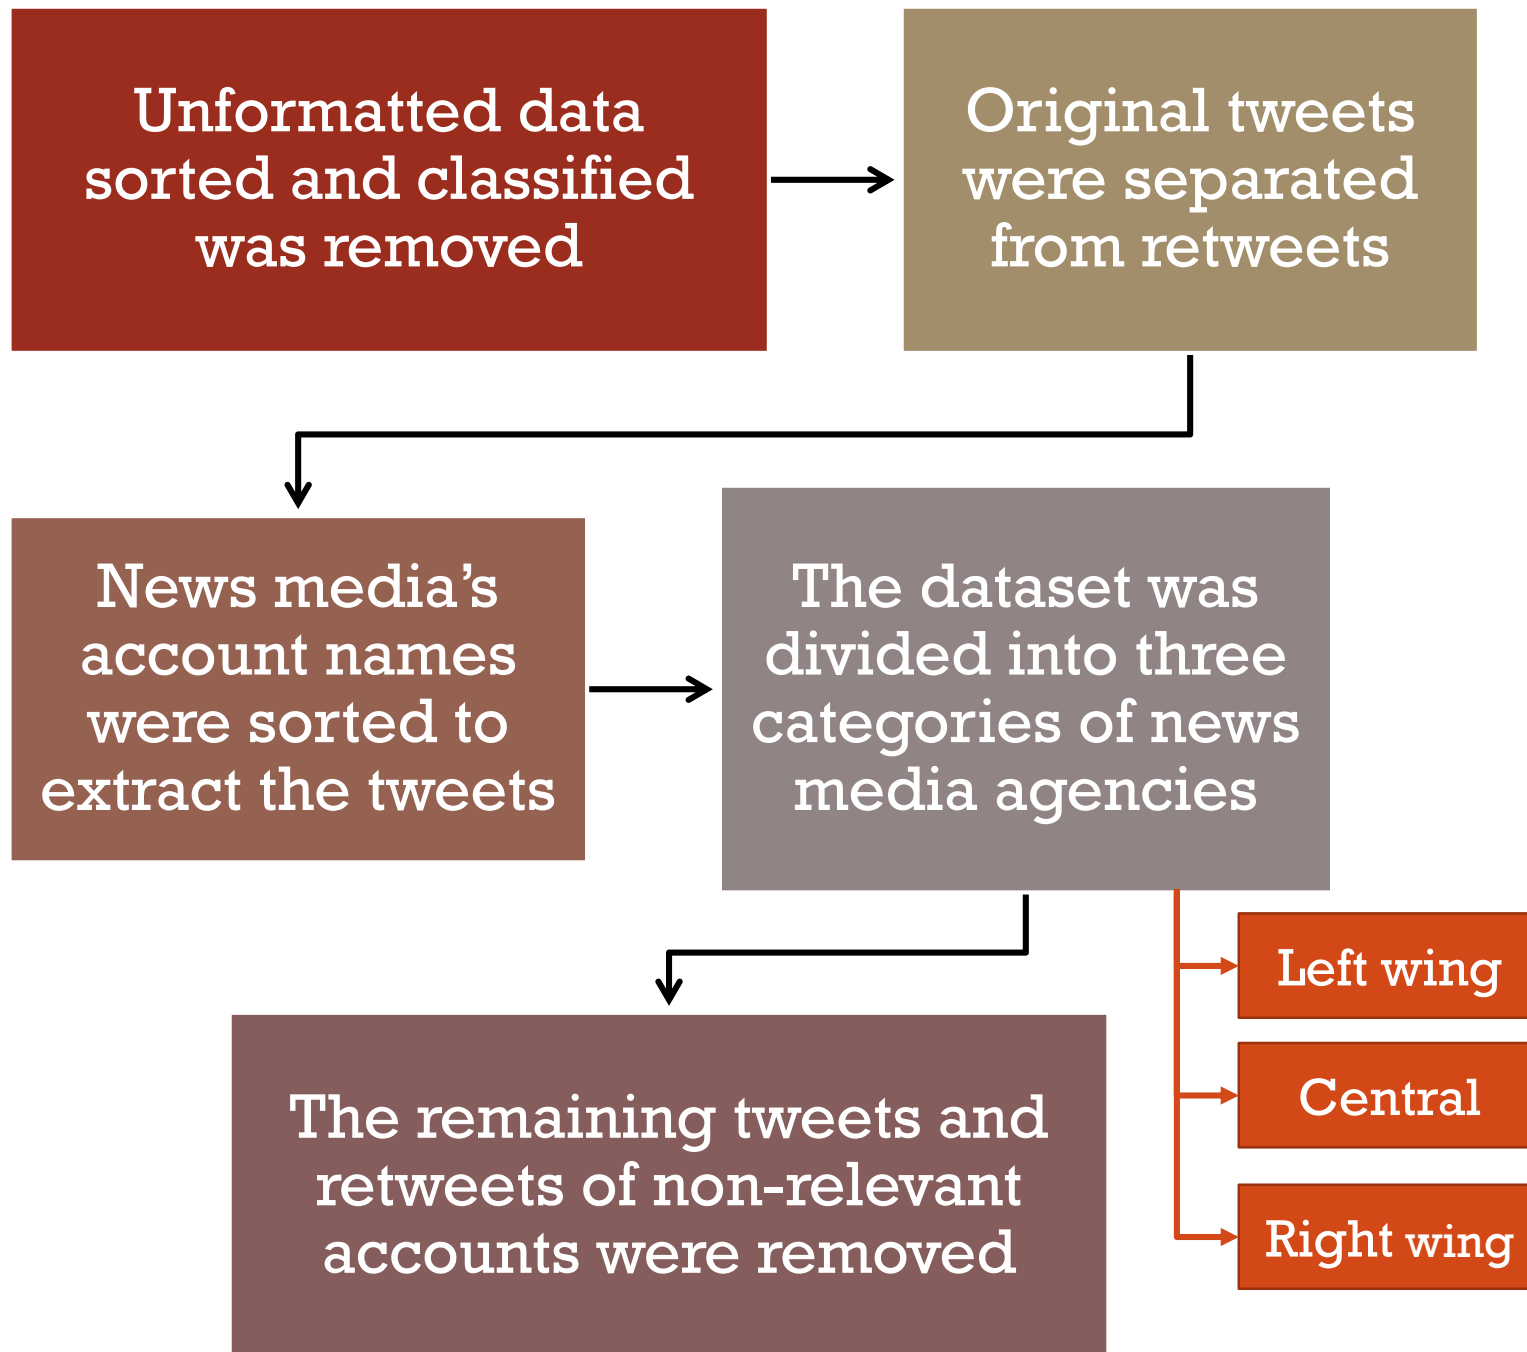 Unformatted data
sorted and classified
was removed
Original tweets
were separated
from retweets
News media’s
account names
were sorted to
extract the tweets
The dataset was
divided into three
categories of news
media agencies
Left wing
Central
Right wing
The remaining tweets and
retweets of non-relevant
accounts were removed